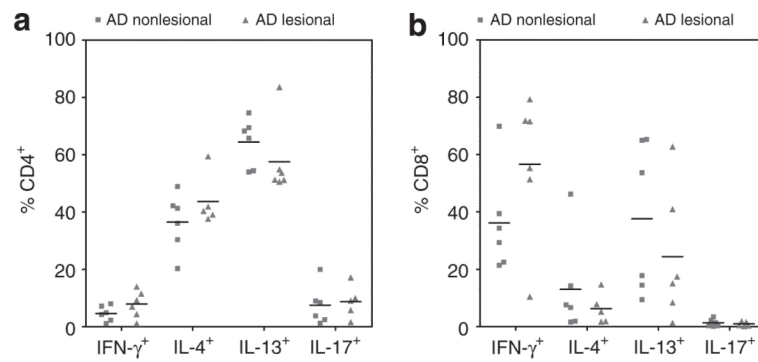 a
AD nonlesional AD lesional
100
80
60
40
20
0
% CD4⁺
IFN-γ⁺ IL-4⁺ IL-13⁺ IL-17⁺
b
AD nonlesional AD lesional
100
80
60
40
20
0
% CD8⁺
IFN-γ⁺ IL-4⁺ IL-13⁺ IL-17⁺